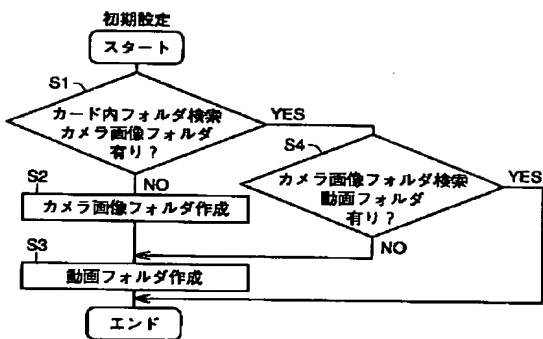 初期設定
スタート
S1
カード内フォルダ検索
カメラ画像フォルダ
有り?
YES
S4
カメラ画像フォルダ検索
動画フォルダ
有り?
YES
NO
S2
NO
カメラ画像フォルダ作成
S3
動画フォルダ作成
エンド